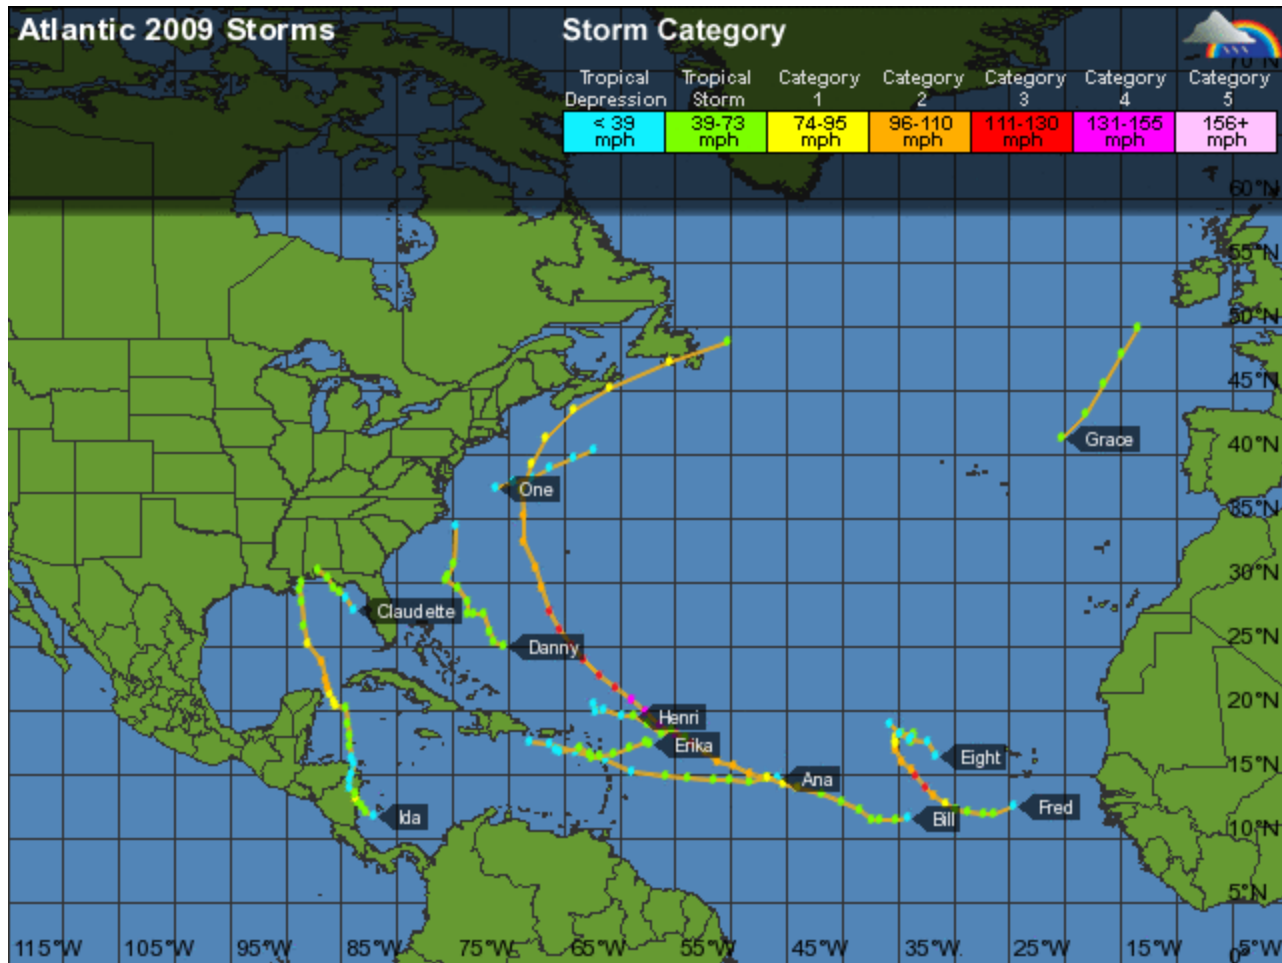 Atlantic 2009 Storms
Storm Category
Tropical Depression
Tropical Storm
Category 1
Category 2
Category 3
Category 4
Category 5
< 39 mph
39-73 mph
74-95 mph
96-110 mph
111-130 mph
131-155 mph
156+ mph
70°N
60°N
55°N
50°N
45°N
Grace
40°N
One
35°N
30°N
Claudette
Danny
25°N
20°N
Henri
Erika
Eight
15°N
Ana
Fred
Ida
Bill
10°N
5°N
115°W 105°W 95°W 85°W 75°W 65°W 55°W 45°W 35°W 25°W 15°W 5°W
0°